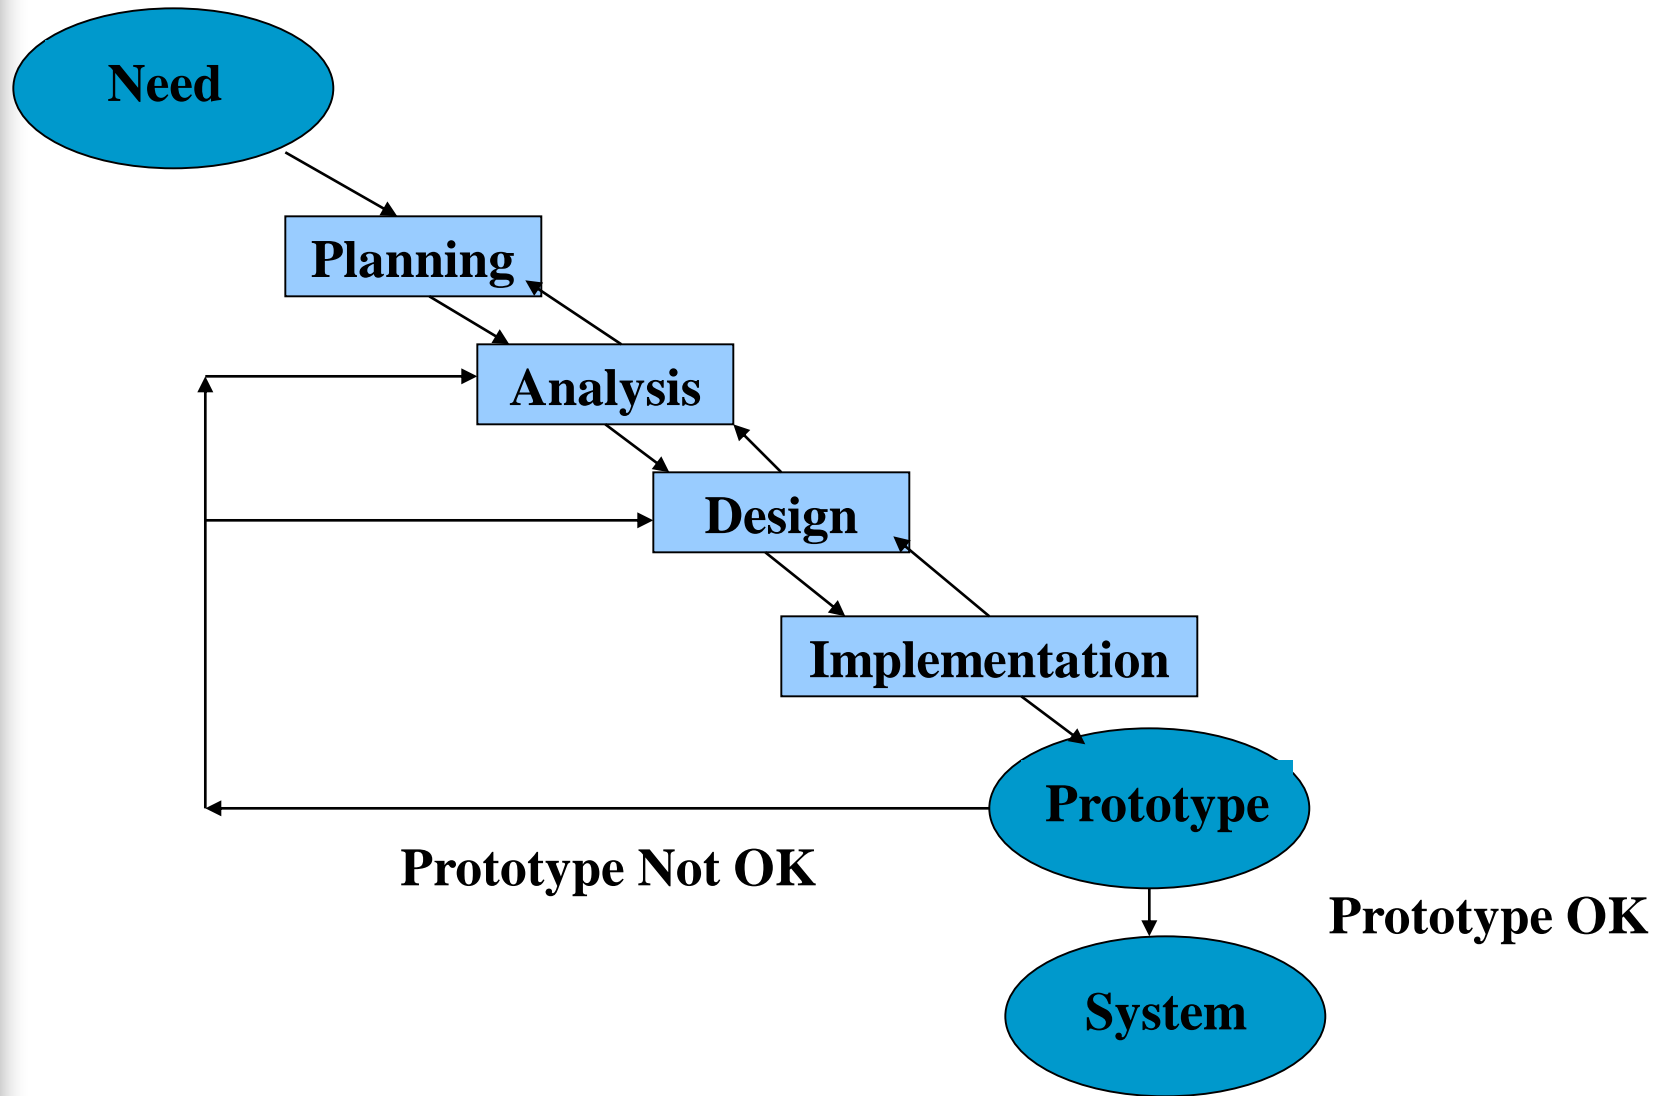 Need
Planning
Analysis
Design
Implementation
Prototype
Prototype Not OK
Prototype OK
System